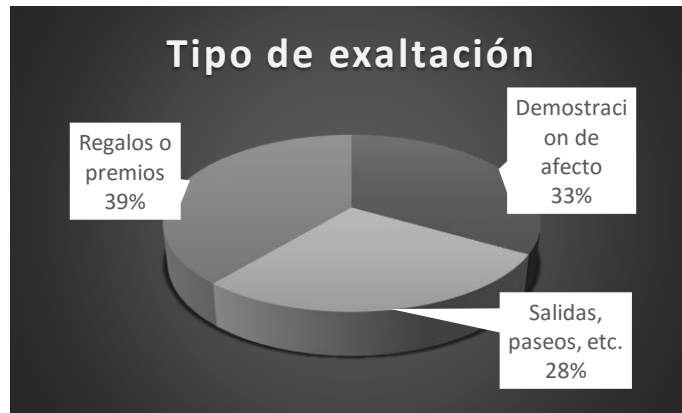 Tipo de exaltación
Demostraci
on de
afecto
33%
Regalos o
premios
39%
Salidas,
paseos, etc.
28%